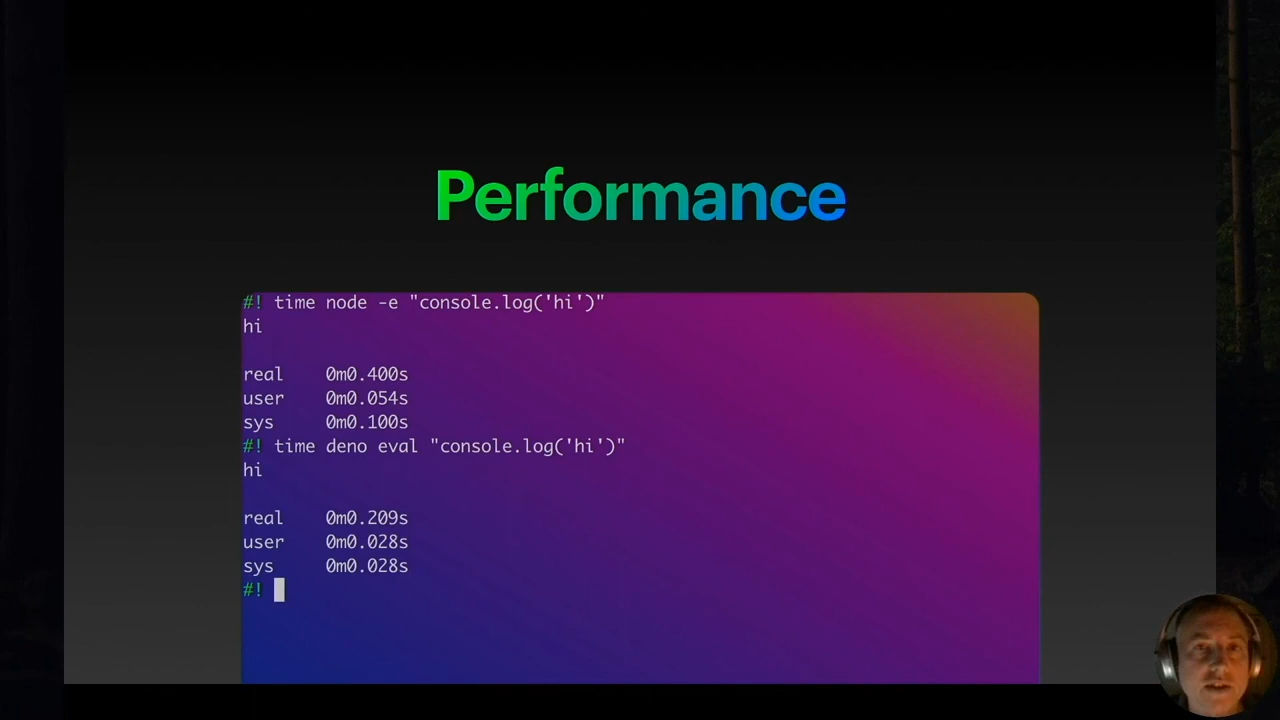 Performance
#! time node -e "console.log('hi')"
hi
real 0m0.400s
user 0m0.054s
sys 0m0.100s
#! time deno eval "console.log('hi')"
hi
real 0m0.209s
user 0m0.028s
sys 0m0.028s
#!